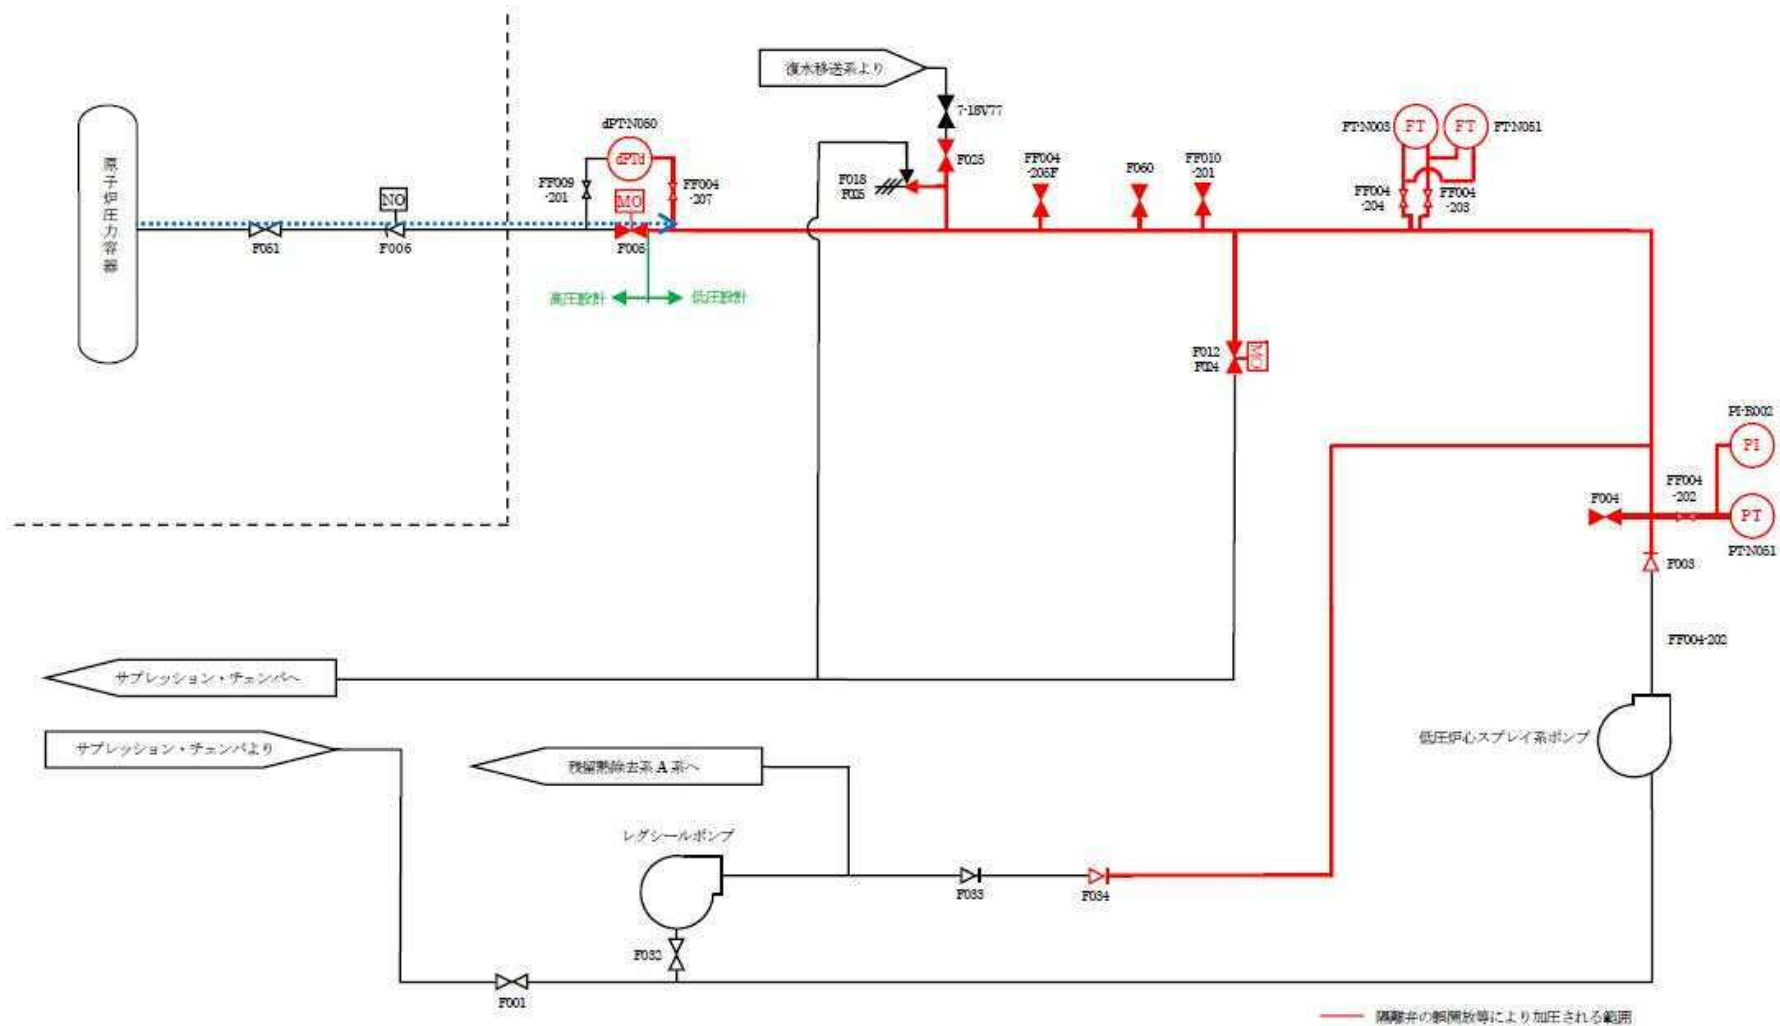 復水移送系より
原子炉圧力容器
7-18V77
dPT-N050
dPTd
FF009
-201
FF004
-207
NO
MO
F051
F006
F005
高圧設計
低圧設計
F018
F025
F025
FF004
-205F
F060
FF010
-201
FT-N003
FT
FT
FT-N051
FF004
-204
FF004
-203
F012
F024
MO
PI-R002
PI
FF004
-202
F004
PT
PT-N051
F003
FF004-202
サプレッション・チェンバへ
サプレッション・チェンバより
残留熱除去系 A 系へ
低圧炉心スプレイ系ポンプ
レグシールポンプ
F033
F034
F032
F001
隔離弁の誤開放等により加圧される範囲